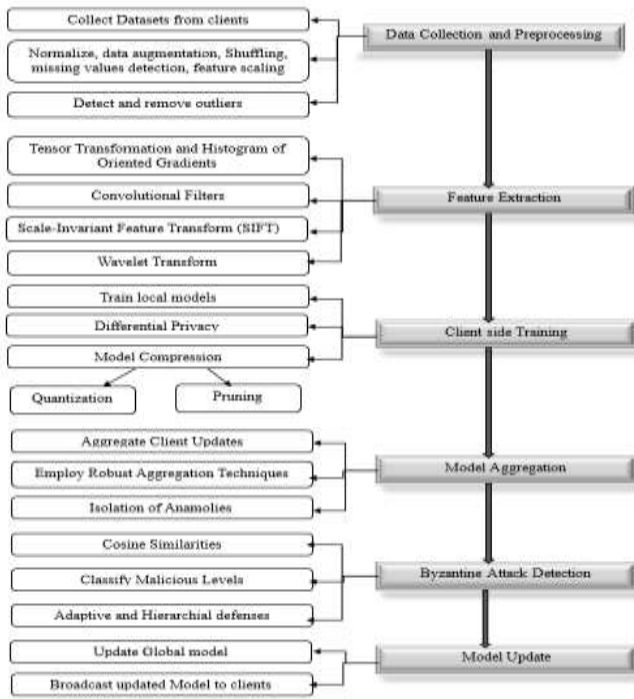 Collect Datasets from clients
Data Collection and Preprocessing
Normalize, data augmentation, Shuffling,
missing values detection, feature scaling
Detect and remove outliers
Tensor Transformation and Histogram of
Oriented Gradients
Feature Extraction
Convolutional Filters
Scale-Invariant Feature Transform (SIFT)
Wavelet Transform
Train local models
Client side Training
Differential Privacy
Model Compression
Quantization
Pruning
Aggregate Client Updates
Model Aggregation
Employ Robust Aggregation Techniques
Isolation of Anamolies
Cosine Similarities
Byzantine Attack Detection
Classify Malicious Levels
Adaptive and Hierarchial defenses
Update Global model
Model Update
Broadcast updated Model to clients